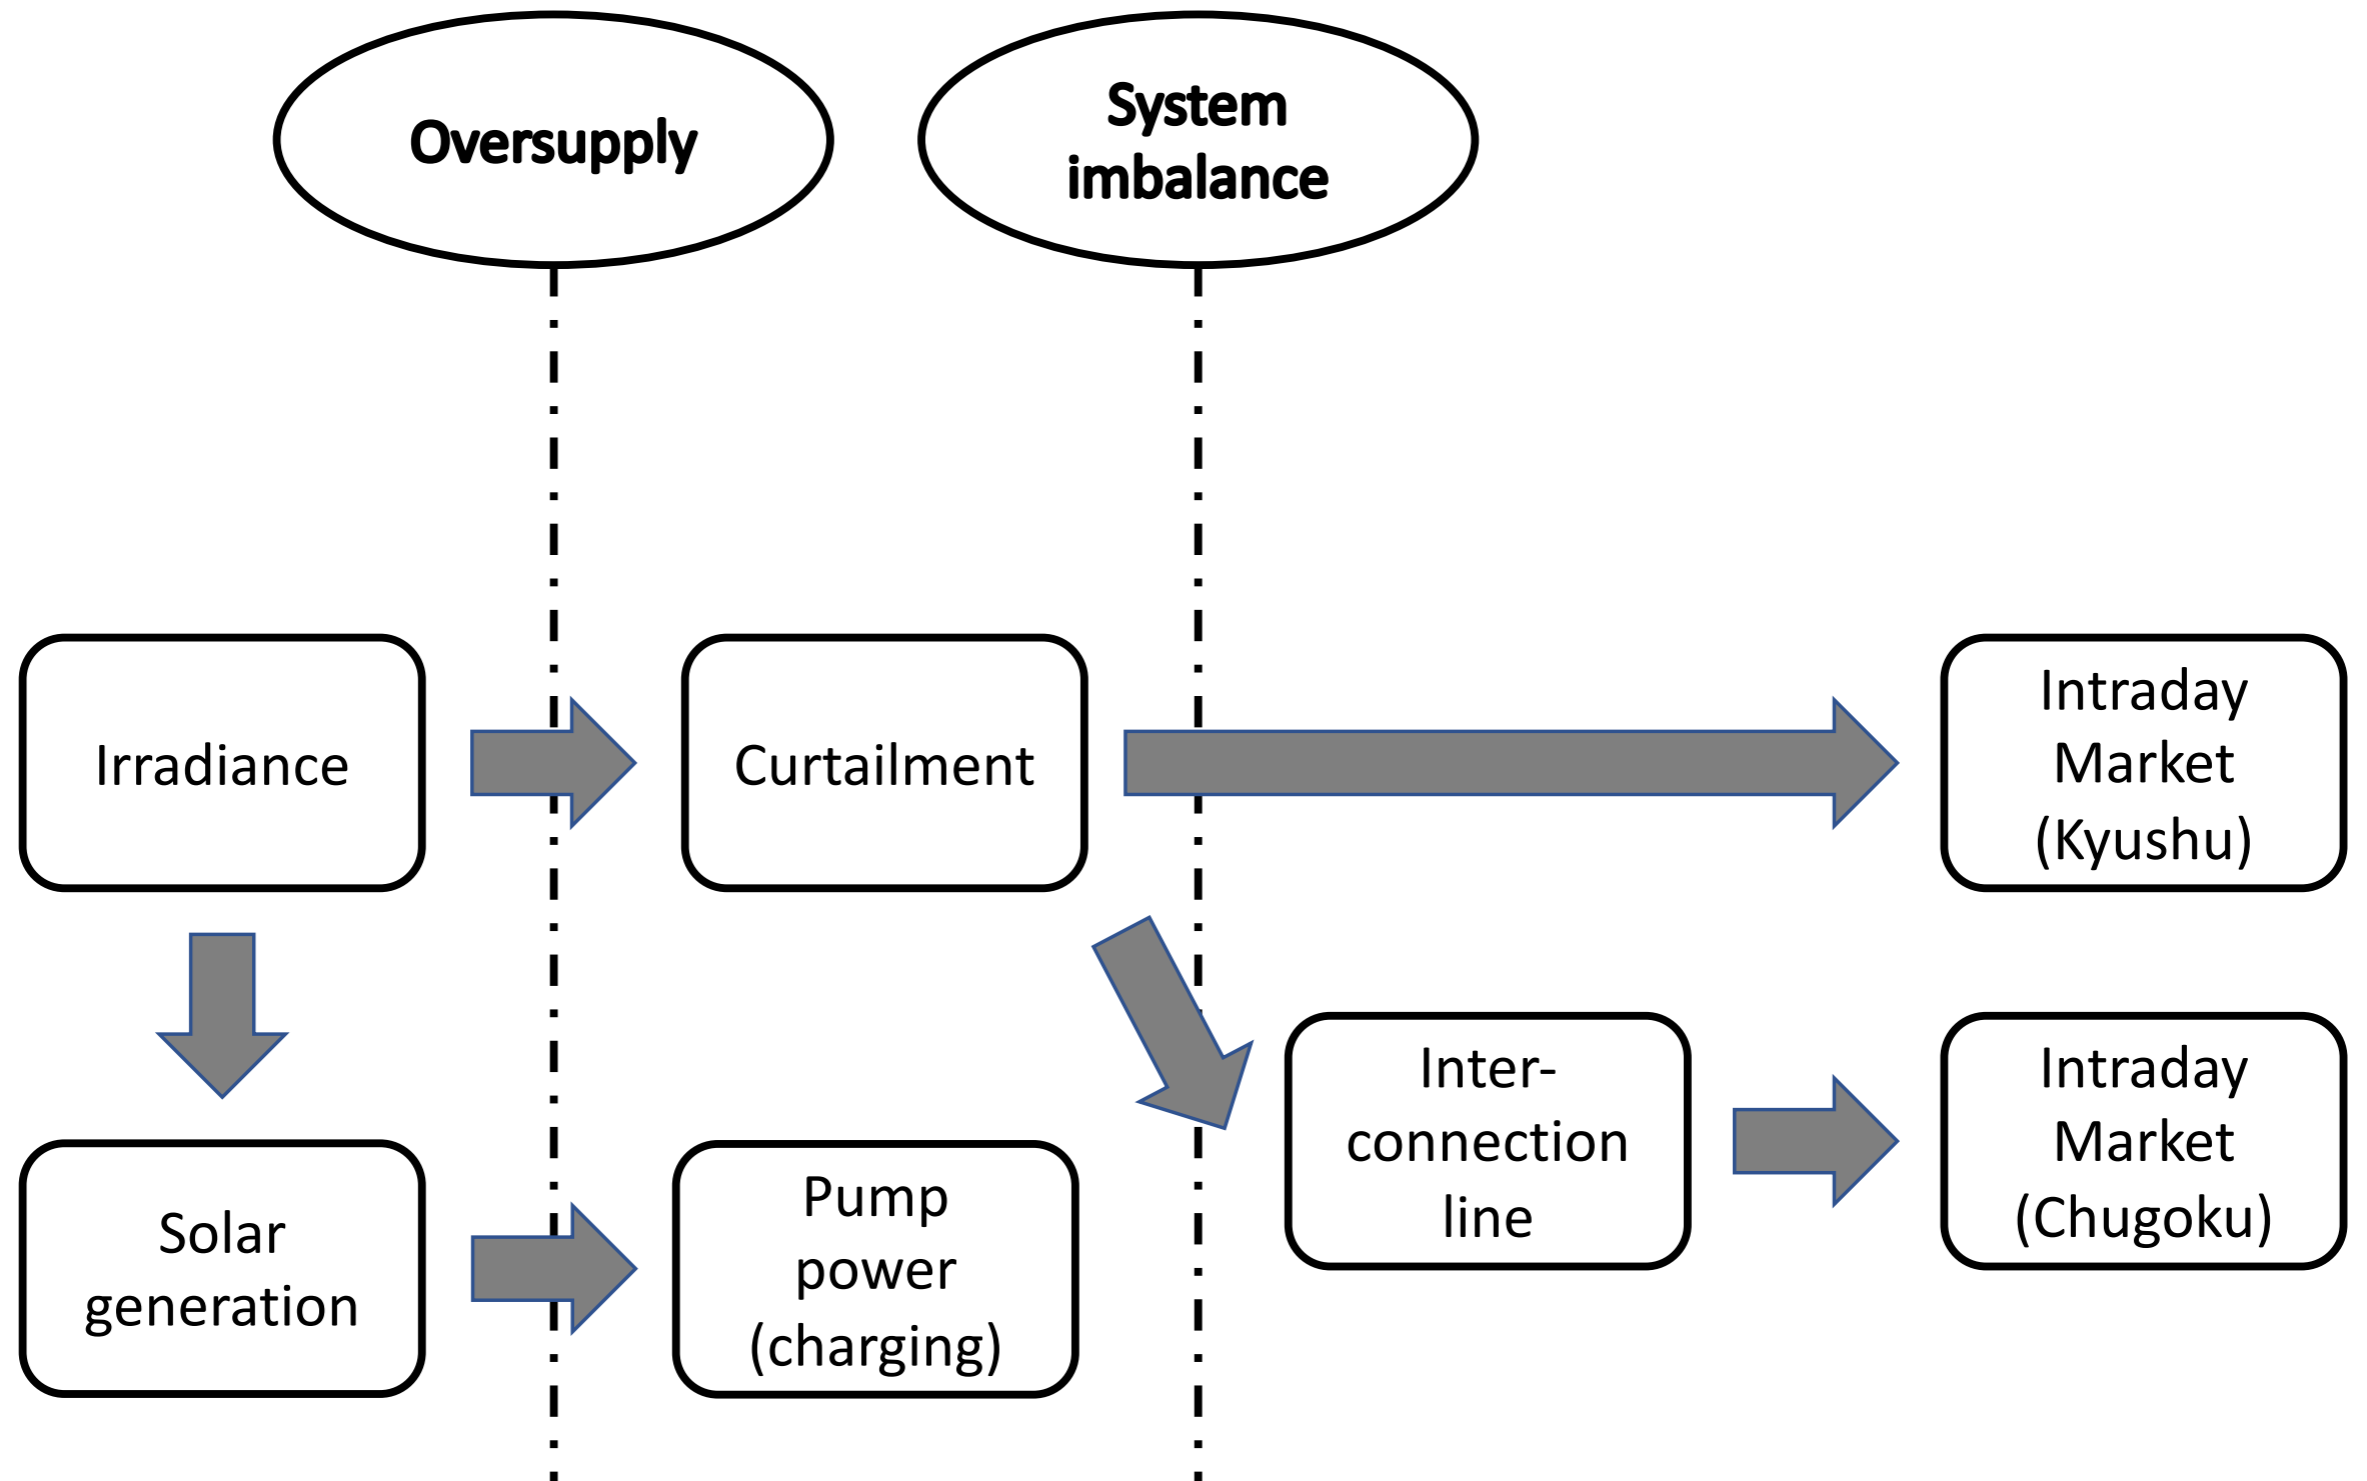 Oversupply
System
imbalance
Irradiance
Curtailment
Intraday
Market
(Kyushu)
Solar
generation
Pump
power
(charging)
Inter-
connection
line
Intraday
Market
(Chugoku)